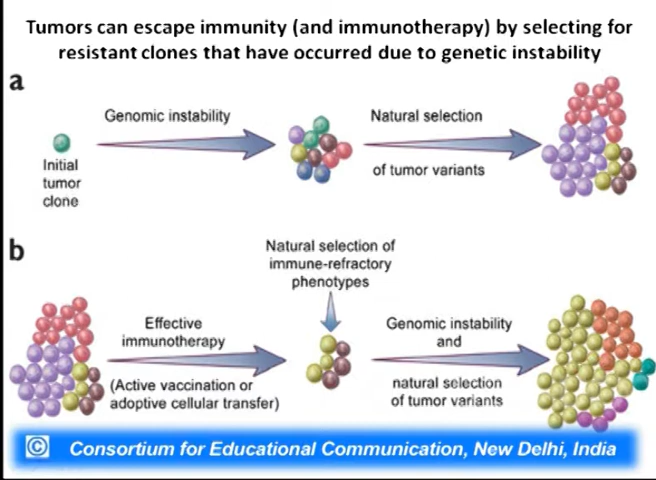 Tumors can escape immunity (and immunotherapy) by selecting for
resistant clones that have occurred due to genetic instability
a
Genomic instability
Natural selection
of tumor variants
Initial
tumor
clone
b
Natural selection of
immune-refractory
phenotypes
Effective
immunotherapy
(Active vaccination or
adoptive cellular transfer)
Genomic instability
and
natural selection
of tumor variants
© Consortium for Educational Communication, New Delhi, India